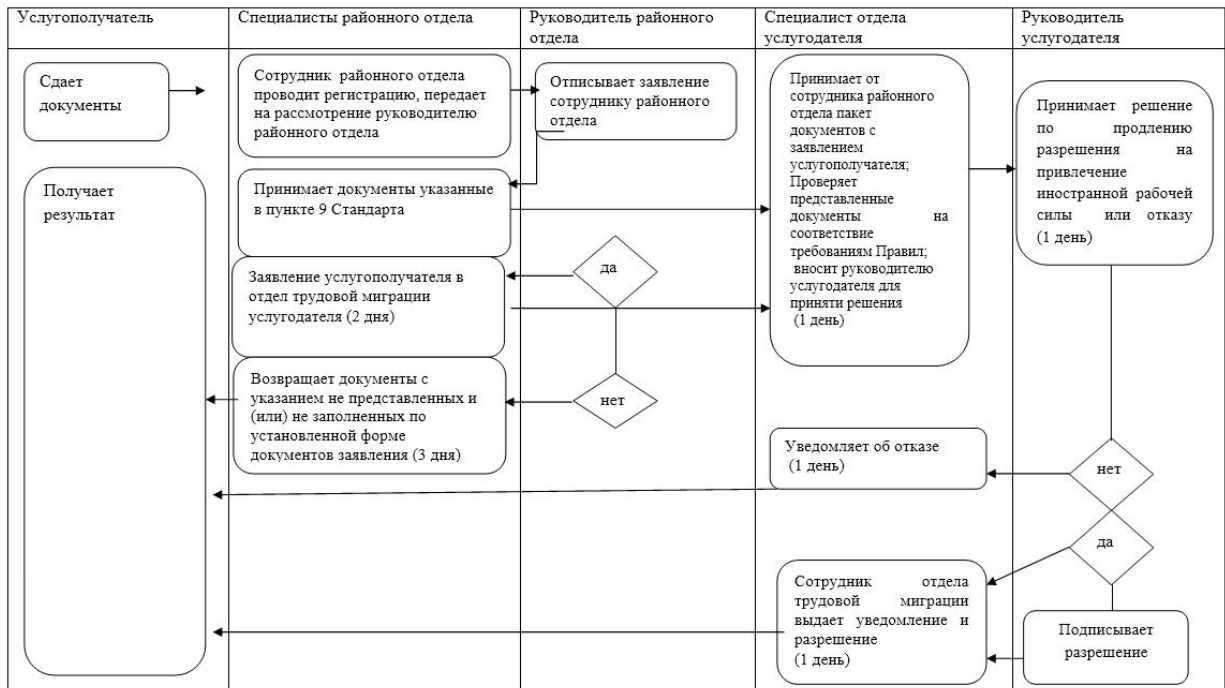 Услугополучатель
Специалисты районного отдела
Руководитель районного
отдела
Специалист отдела
услугодателя
Руководитель
услугодателя
Сдает
документы
Сотрудник районного отдела
проводит регистрацию, передает
на рассмотрение руководителю
районного отдела
Отписывает заявление
сотруднику районного
отдела
Принимает от
сотрудника районного
отдела пакет
документов с
заявлением
услугополучателя;
Проверяет
представленные
документы на
соответствие
требованиям Правил;
вносит руководителю
услугодателя для
приняти решения
(1 день)
Принимает решение
по продлению
разрешения на
привлечение
иностранной рабочей
силы или отказу
(1 день)
Получает
результат
Принимает документы указанные
в пункте 9 Стандарта
да
Заявление услугополучателя в
отдел трудовой миграции
услугодателя (2 дня)
нет
Возвращает документы с
указанием не представленных и
(или) не заполненных по
установленной форме
документов заявления (3 дня)
Уведомляет об отказе
(1 день)
нет
да
Сотрудник отдела
трудовой миграции
выдает уведомление и
разрешение
(1 день)
Подписывает
разрешение